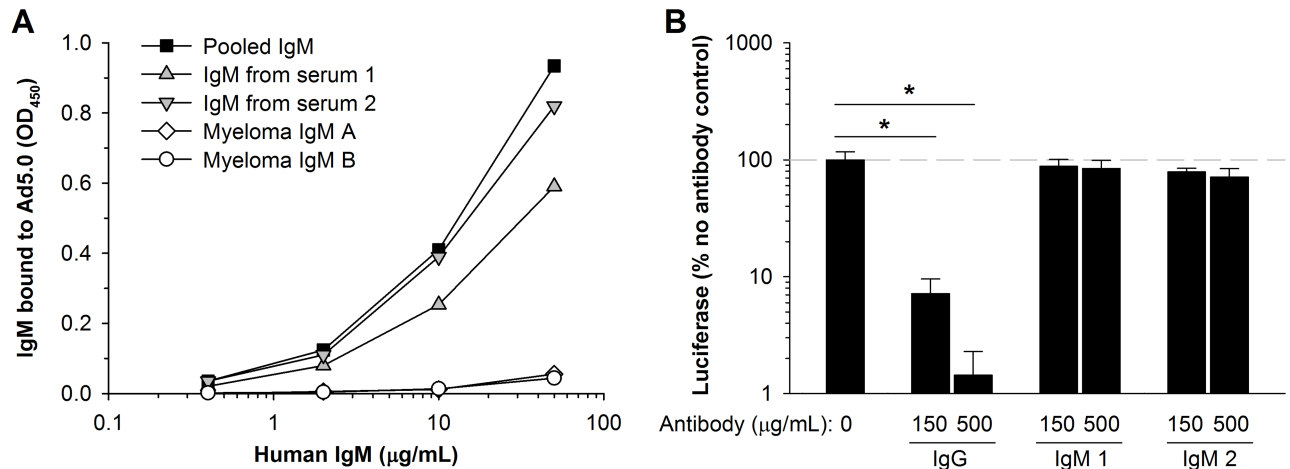 A
IgM bound to Ad5.0 (OD450)
1.0
0.8
0.6
0.4
0.2
0.0
Pooled IgM
IgM from serum 1
IgM from serum 2
Myeloma IgM A
Myeloma IgM B
0.1
1
10
100
Human IgM (μg/mL)
B
Luciferase (% no antibody control)
1000
100
10
1
*
*
Antibody (μg/mL): 0 150 500 150 500 150 500
IgG IgM 1 IgM 2